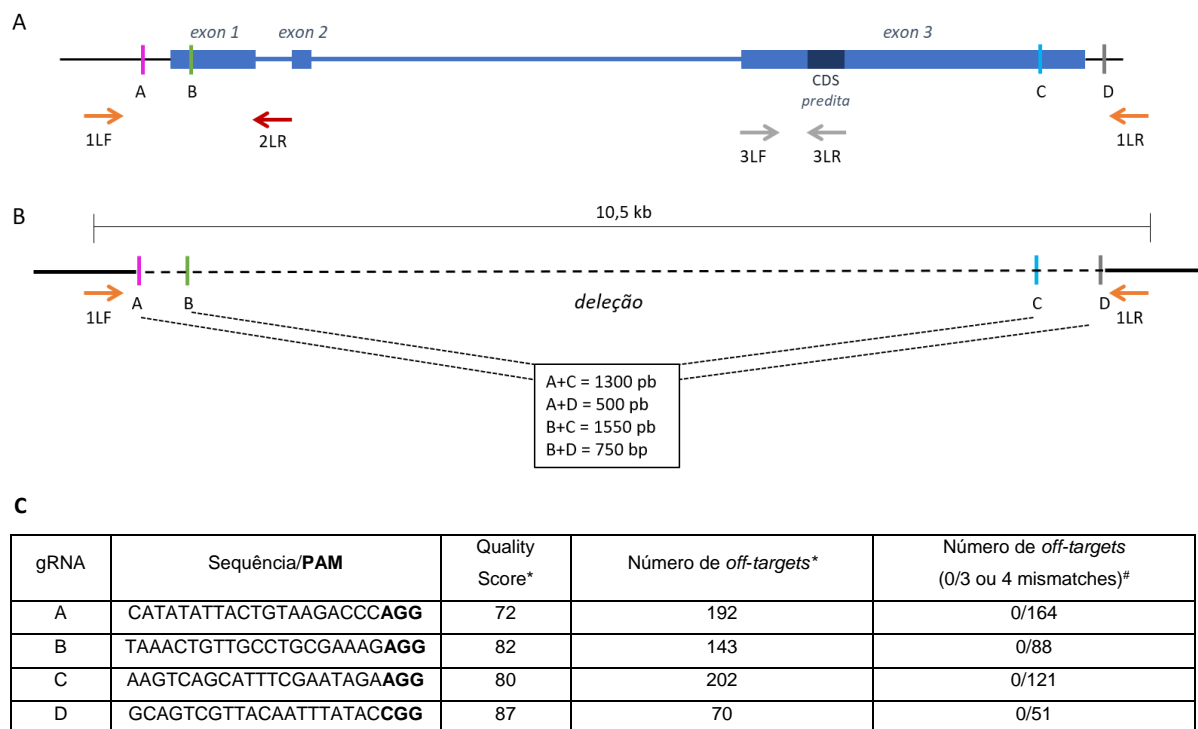 A
exon 1 exon 2 exon 3
A B CDS predita C D
1LF 2LR 3LF 3LR 1LR
B
10,5 kb
A B deleção C D
1LF 1LR
A+C = 1300 pb
A+D = 500 pb
B+C = 1550 pb
B+D = 750 bp
C
gRNA Sequência/PAM Quality Score* Número de off-targets* Número de off-targets (0/3 ou 4 mismatches)#
A CATATATTACTGTAAGACCCAGG 72 192 0/164
B TAAACTGTTGCCTGCGAAAGAGG 82 143 0/88
C AAGTCAGCATTTCGAATAGAAGG 80 202 0/121
D GCAGTCGTTACAATTTATACCGG 87 70 0/51